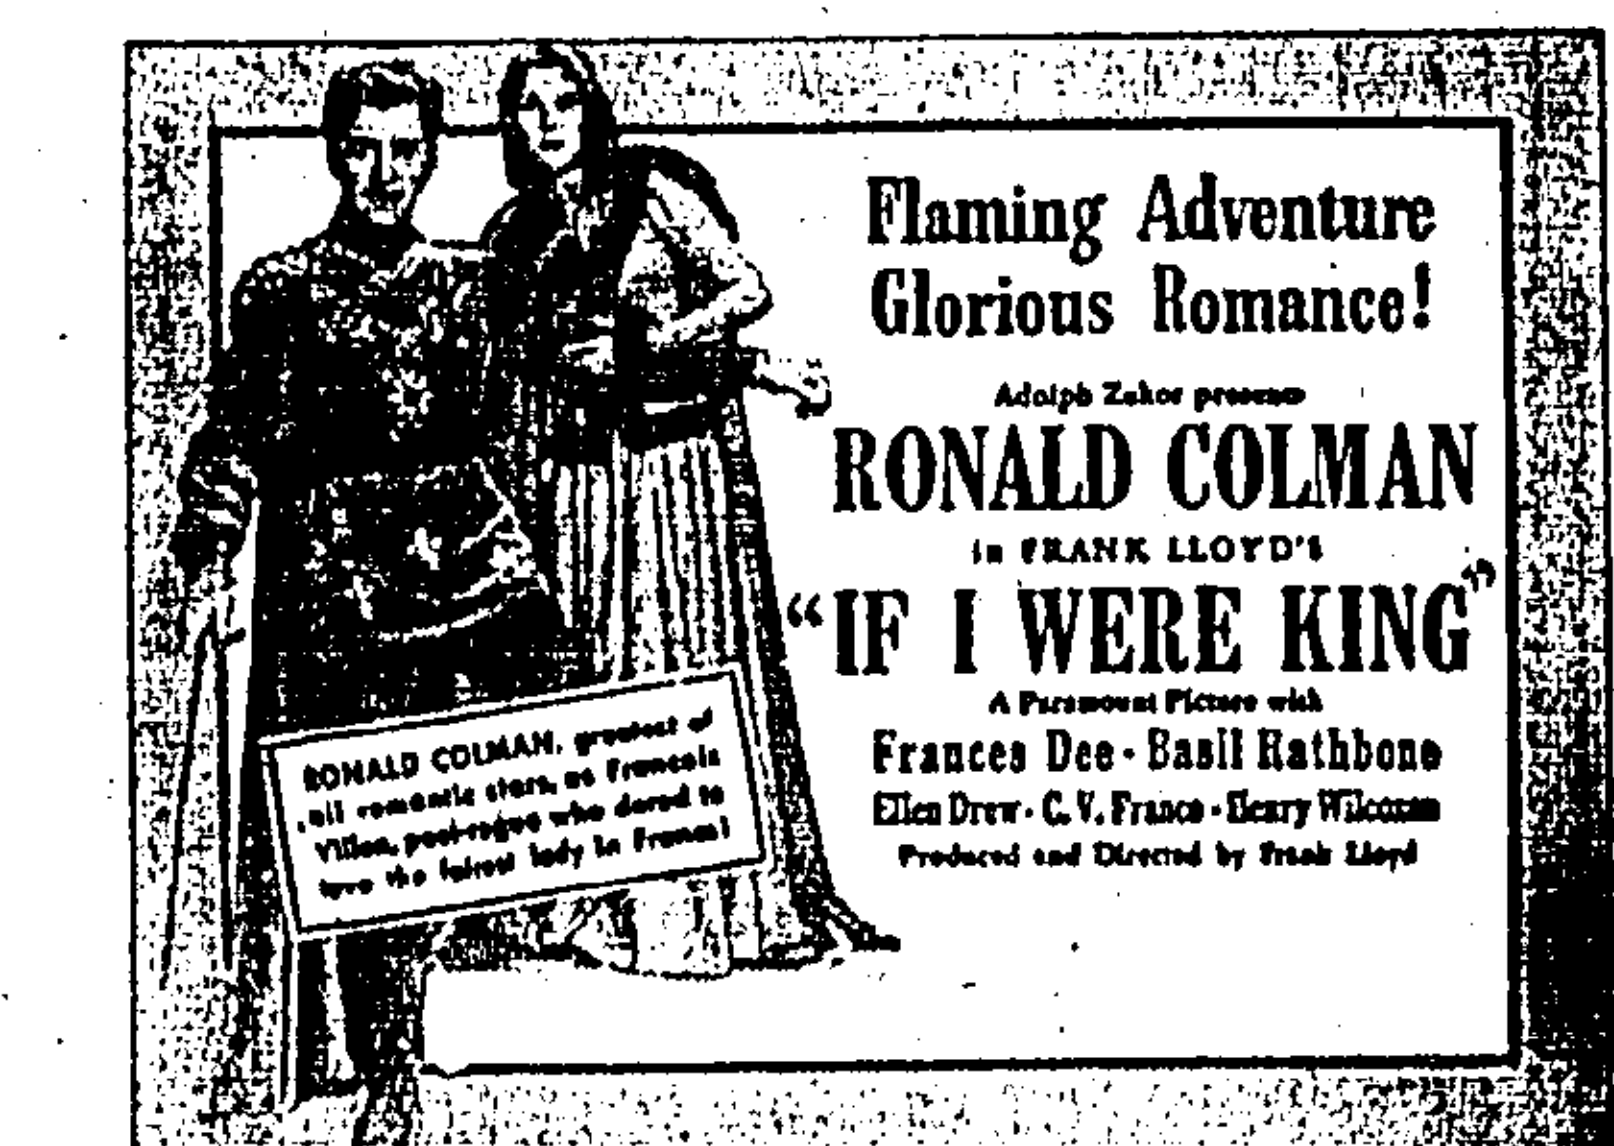 Flaming Adventure
Glorious Romance!
Adolph Zukor presents
RONALD COLMAN
in FRANK LLOYD'S
"IF I WERE KING"
A Paramount Picture with
Frances Dee - Basil Rathbone
Ellen Drew - C. V. France - Henry Wilcoxon
Produced and Directed by Frank Lloyd
RONALD COLMAN, greatest of
all romantic stars, as Francois
Villon, poet-rogue who dared to
love the fairest lady in France!